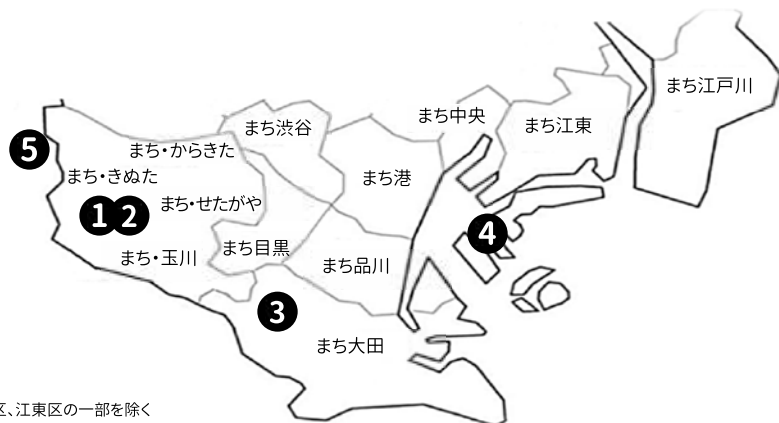 まち江戸川
まち中央
まち渋谷
まち江東
5
まち・からきた
まち・きぬた
まち港
1 2
まち・せたがや
4
まち目黒
まち・玉川
まち品川
3
まち大田
区、江東区の一部を除く